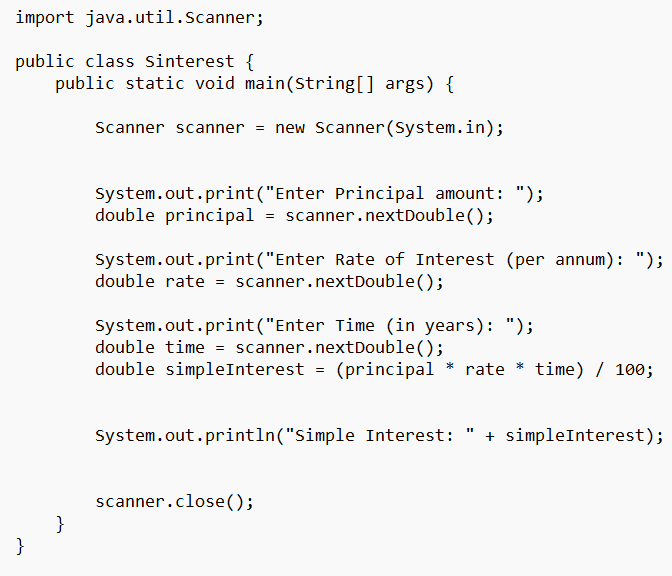 import java.util.Scanner;
public class Sinterest {
    public static void main(String[] args) {
        Scanner scanner = new Scanner(System.in);
        System.out.print("Enter Principal amount: ");
        double principal = scanner.nextDouble();
        System.out.print("Enter Rate of Interest (per annum): ");
        double rate = scanner.nextDouble();
        System.out.print("Enter Time (in years): ");
        double time = scanner.nextDouble();
        double simpleInterest = (principal * rate * time) / 100;
        System.out.println("Simple Interest: " + simpleInterest);
        scanner.close();
    }
}